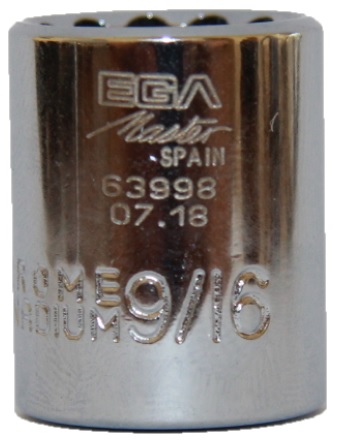 EGA
Master
SPAIN
63998
07.18
9/16